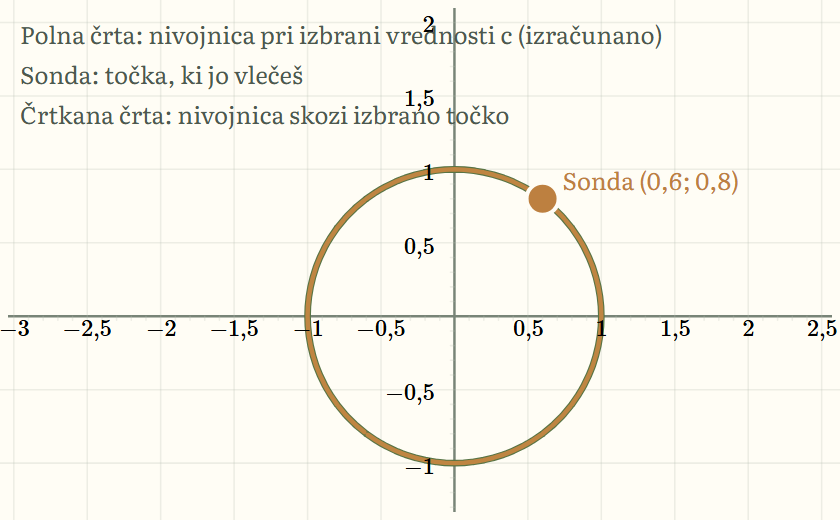 Polna črta: nivojnica pri izbrani vrednosti c (izračunano)
Sonda: točka, ki jo vlečeš
Črtkana črta: nivojnica skozi izbrano točko
2
1,5
1
Sonda (0,6; 0,8)
0,5
−3 −2,5 −2 −1,5 −1 −0,5 0,5 1 1,5 2 2,5
−0,5
−1